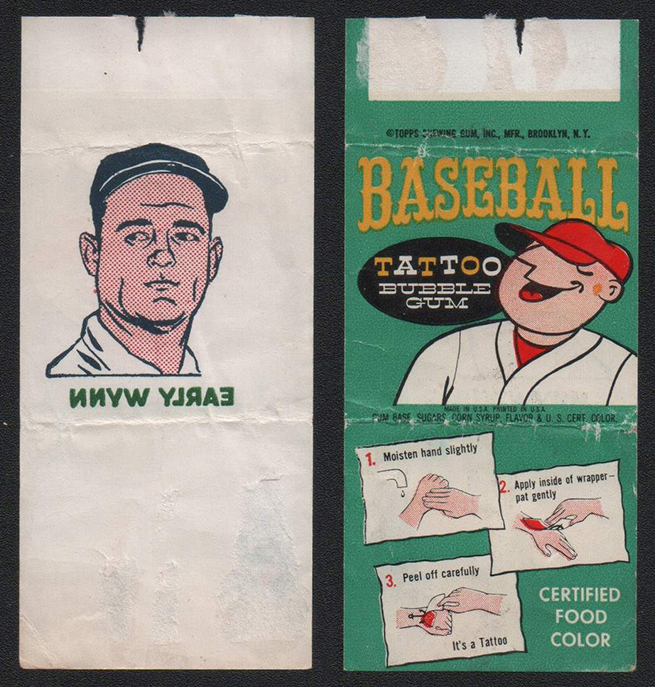 EARLY WYNN
©TOPPS CHEWING GUM, INC., MFR., BROOKLYN, N. Y.
BASEBALL
TATTOO
BUBBLE
GUM
MADE IN U.S.A. PRINTED IN U.S.A.
GUM BASE, SUGARS, CORN SYRUP, FLAVOR & U. S. CERT. COLOR.
1. Moisten hand slightly
2. Apply inside of wrapper–
pat gently
3. Peel off carefully
It's a Tattoo
CERTIFIED
FOOD
COLOR